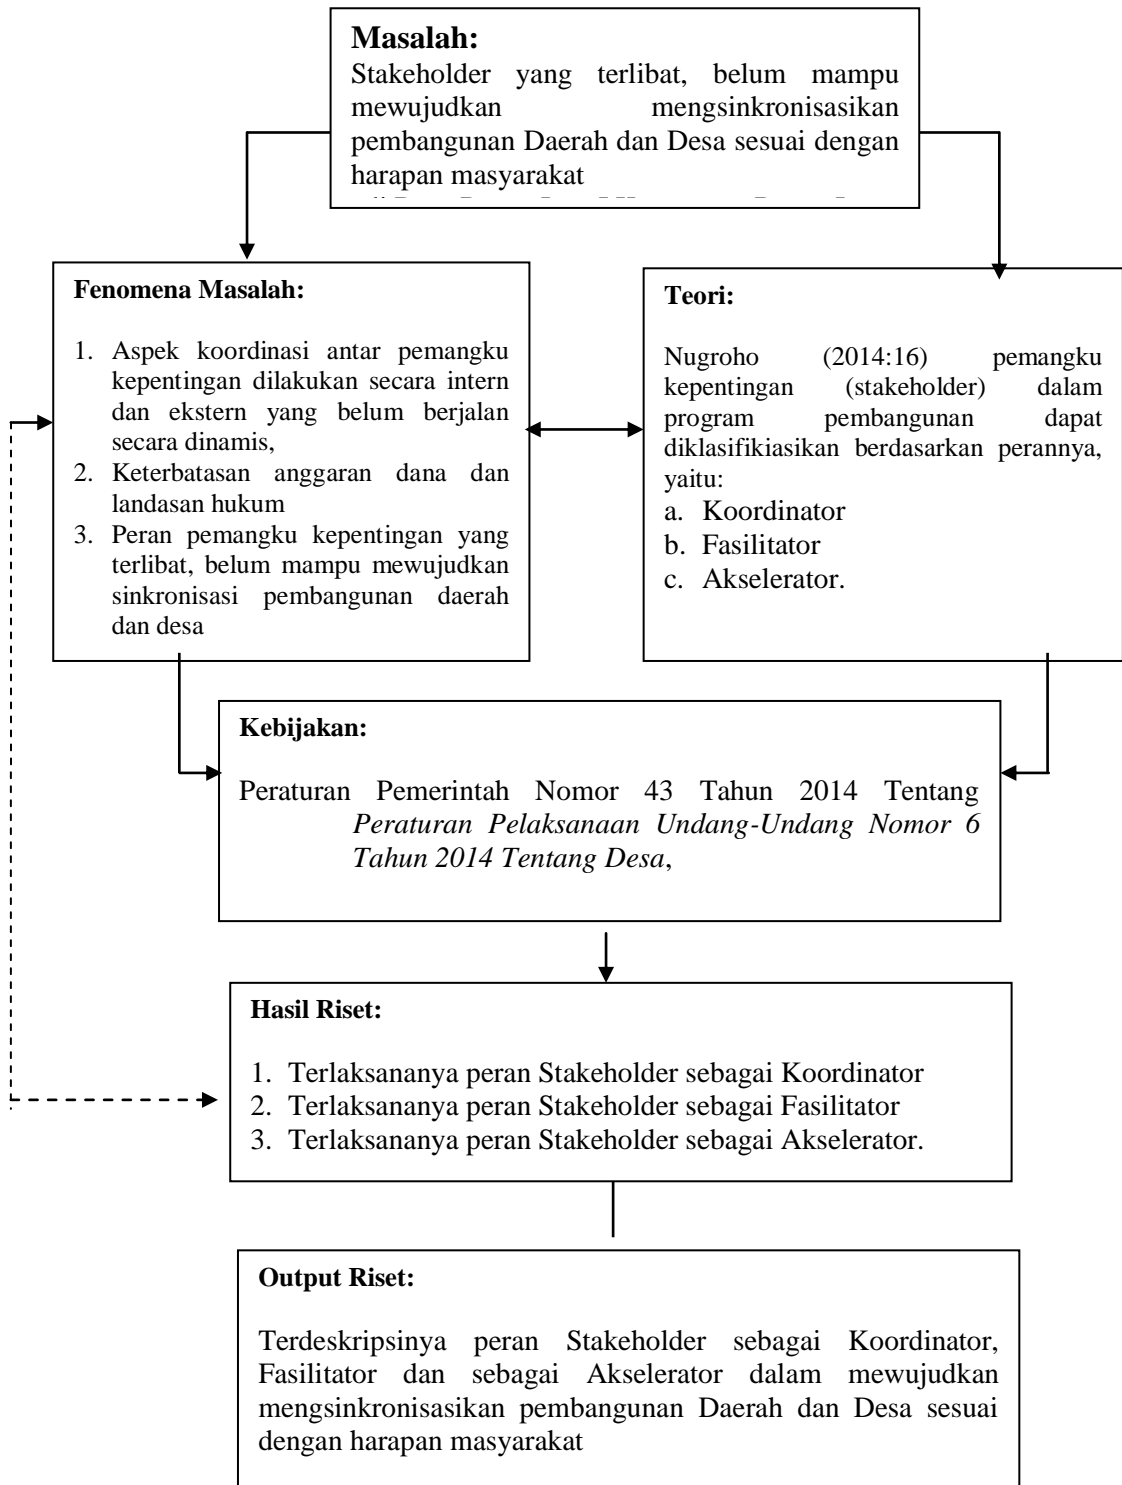 Masalah:
Stakeholder yang terlibat, belum mampu
mewujudkan mengsinkronisasikan
pembangunan Daerah dan Desa sesuai dengan
harapan masyarakat
Fenomena Masalah:
1. Aspek koordinasi antar pemangku
kepentingan dilakukan secara intern
dan ekstern yang belum berjalan
secara dinamis,
2. Keterbatasan anggaran dana dan
landasan hukum
3. Peran pemangku kepentingan yang
terlibat, belum mampu mewujudkan
sinkronisasi pembangunan daerah
dan desa
Teori:
Nugroho (2014:16) pemangku
kepentingan (stakeholder) dalam
program pembangunan dapat
diklasifikiasikan berdasarkan perannya,
yaitu:
a. Koordinator
b. Fasilitator
c. Akselerator.
Kebijakan:
Peraturan Pemerintah Nomor 43 Tahun 2014 Tentang
Peraturan Pelaksanaan Undang-Undang Nomor 6
Tahun 2014 Tentang Desa,
Hasil Riset:
1. Terlaksananya peran Stakeholder sebagai Koordinator
2. Terlaksananya peran Stakeholder sebagai Fasilitator
3. Terlaksananya peran Stakeholder sebagai Akselerator.
Output Riset:
Terdeskripsinya peran Stakeholder sebagai Koordinator,
Fasilitator dan sebagai Akselerator dalam mewujudkan
mengsinkronisasikan pembangunan Daerah dan Desa sesuai
dengan harapan masyarakat